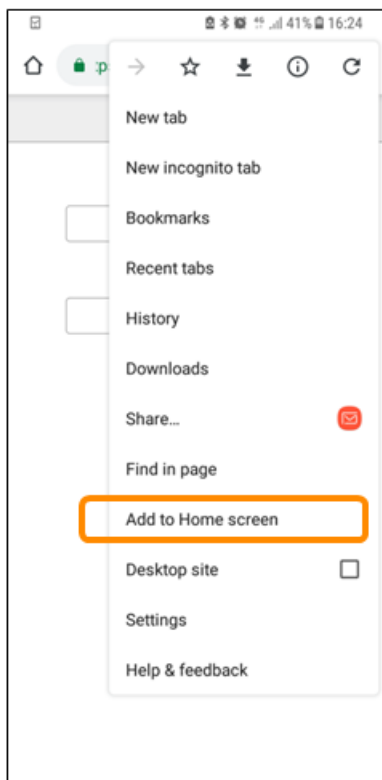 41% 16:24
:p
New tab
New incognito tab
Bookmarks
Recent tabs
History
Downloads
Share...
Find in page
Add to Home screen
Desktop site
Settings
Help & feedback